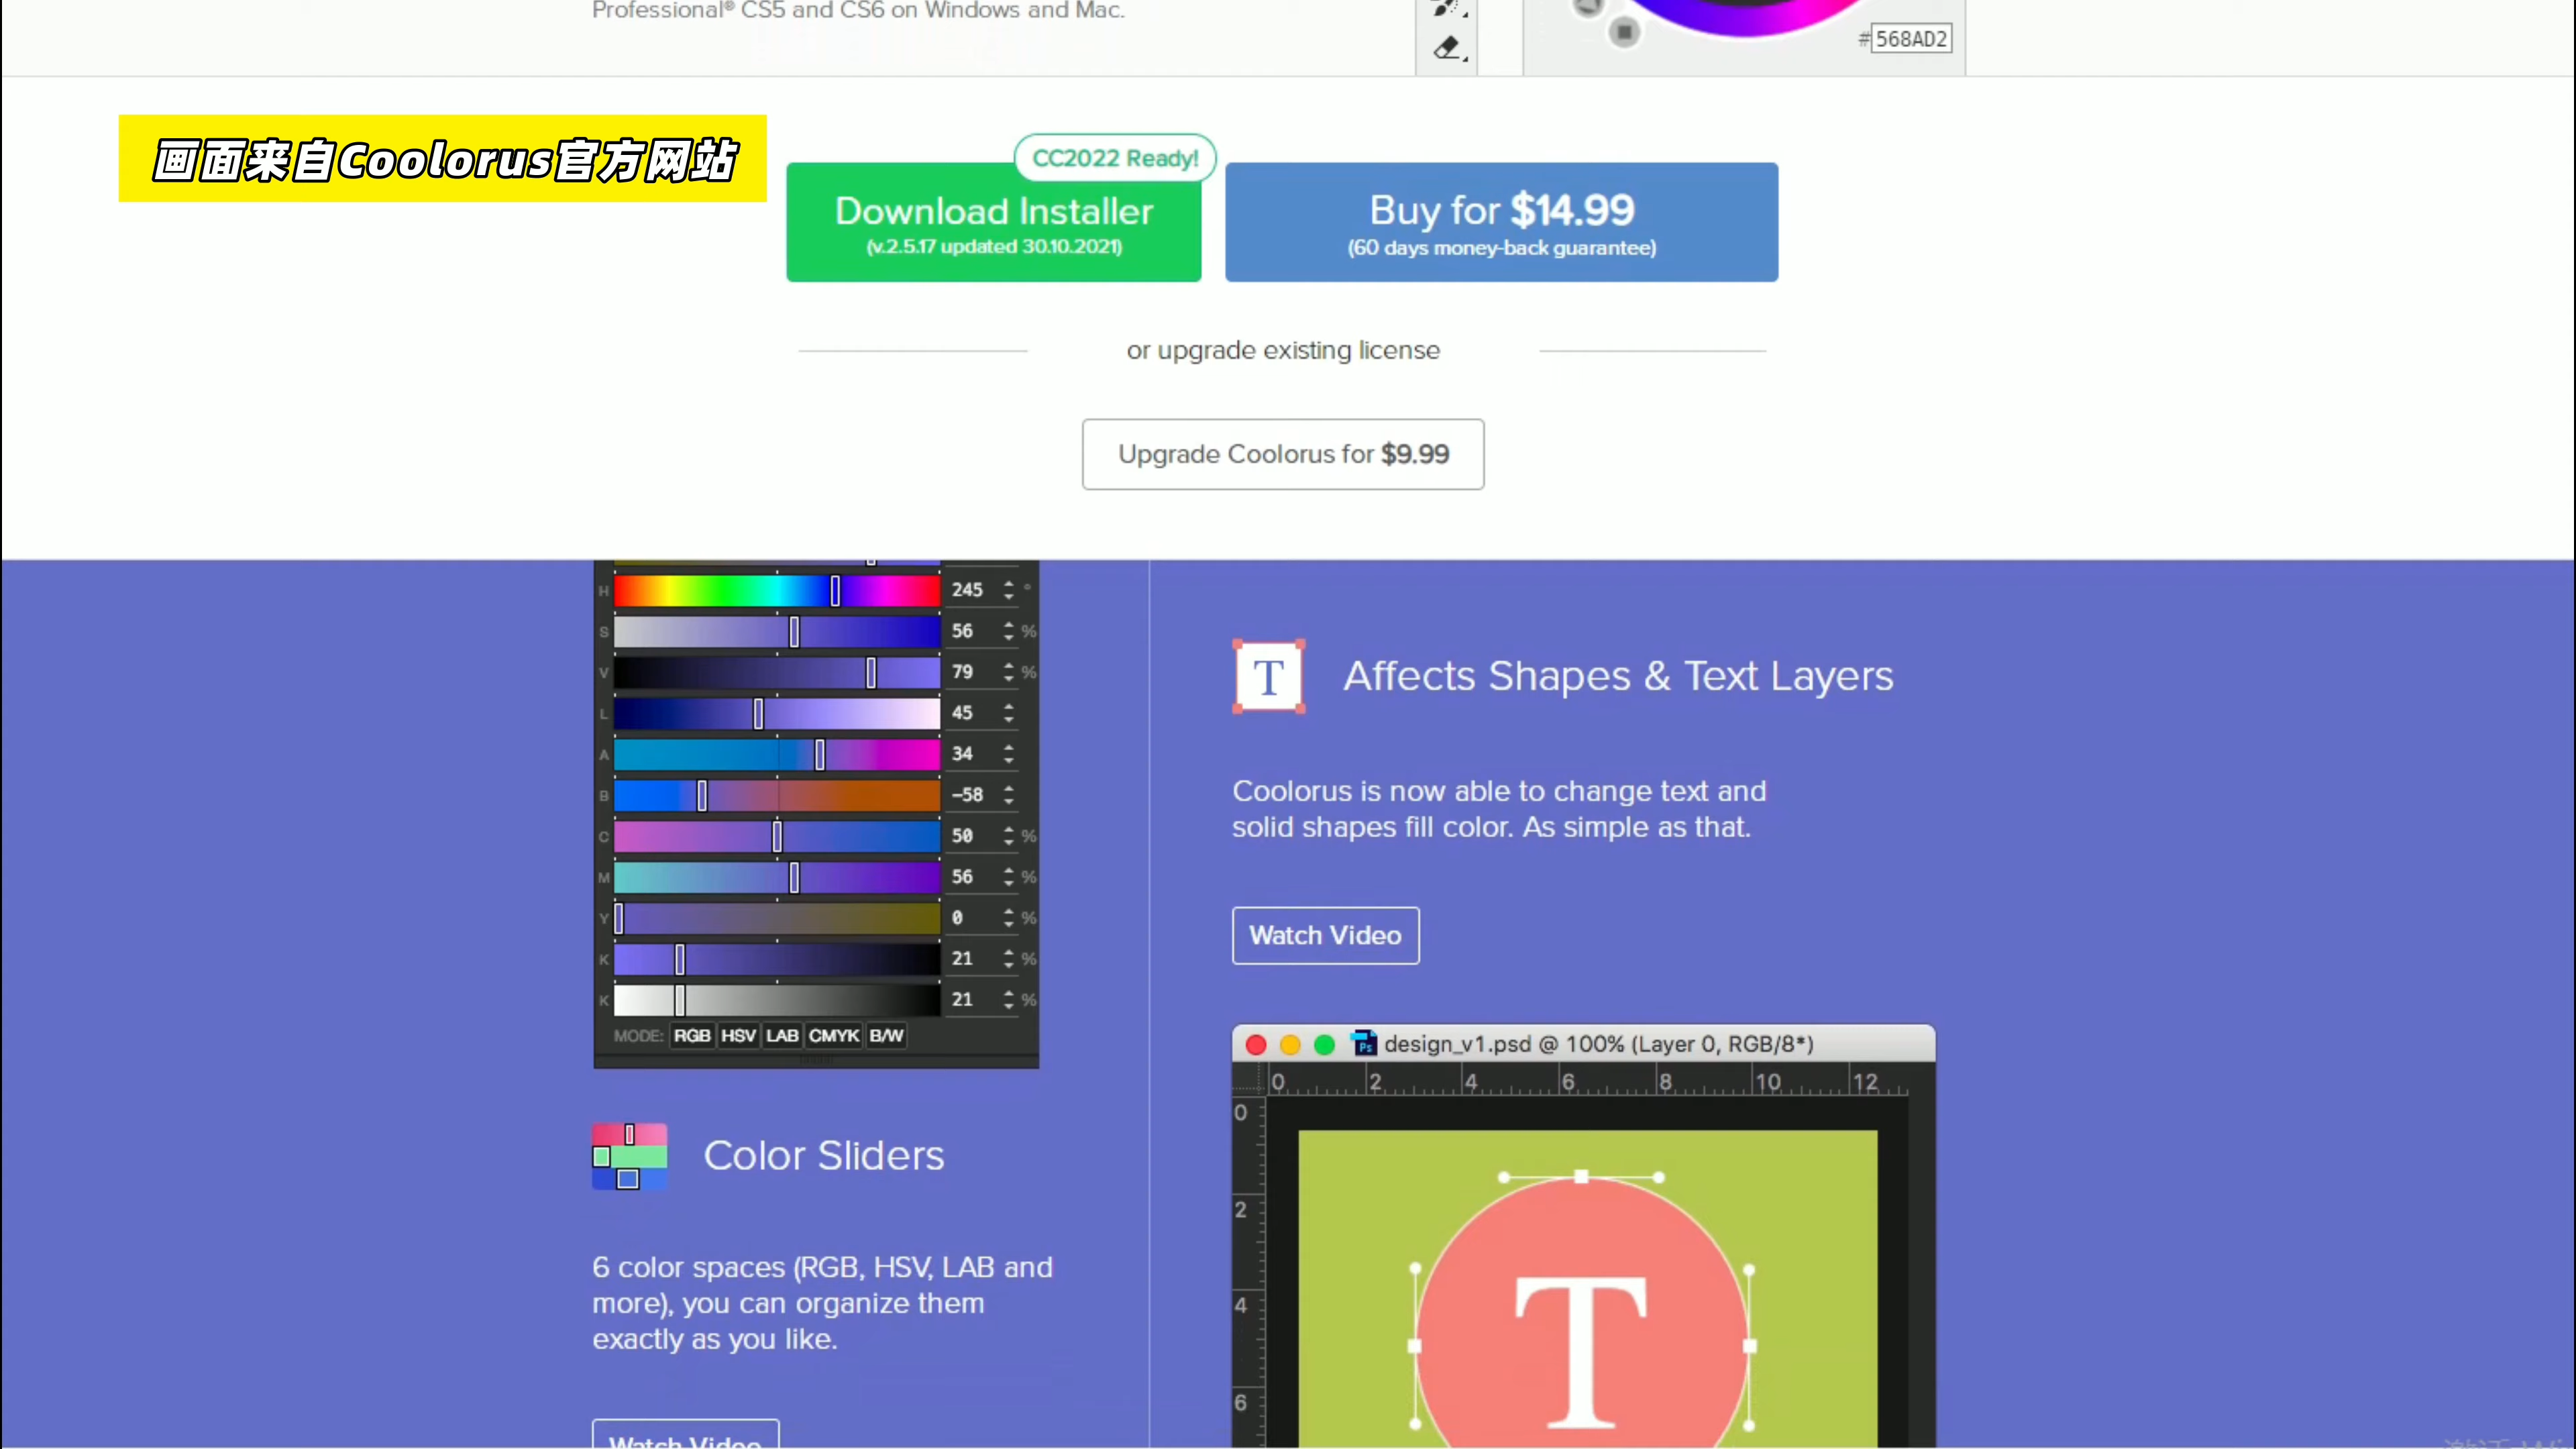 Professional® CS5 and CS6 on Windows and Mac.
#568AD2
画面来自Coolorus官方网站
CC2022 Ready!
Download Installer
(v.2.5.17 updated 30.10.2021)
Buy for $14.99
(60 days money-back guarantee)
or upgrade existing license
Upgrade Coolorus for $9.99
H 245 °
S 56 %
V 79 %
L 45
A 34
B -58
C 50 %
M 56 %
Y 0 %
K 21 %
K 21 %
MODE: RGB HSV LAB CMYK B/W
Color Sliders
6 color spaces (RGB, HSV, LAB and
more), you can organize them
exactly as you like.
Watch Video
T
Affects Shapes & Text Layers
Coolorus is now able to change text and
solid shapes fill color. As simple as that.
Watch Video
Ps design_v1.psd @ 100% (Layer 0, RGB/8*)
0 2 4 6 8 10 12
0
2
4
6
T